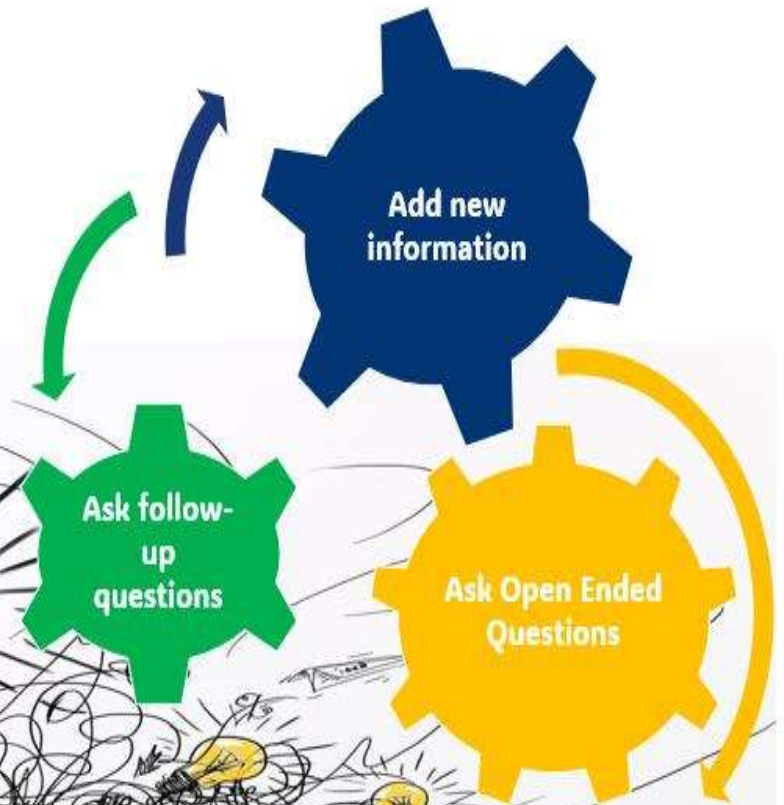 Add new
information
Ask follow-
up
questions
Ask Open Ended
Questions